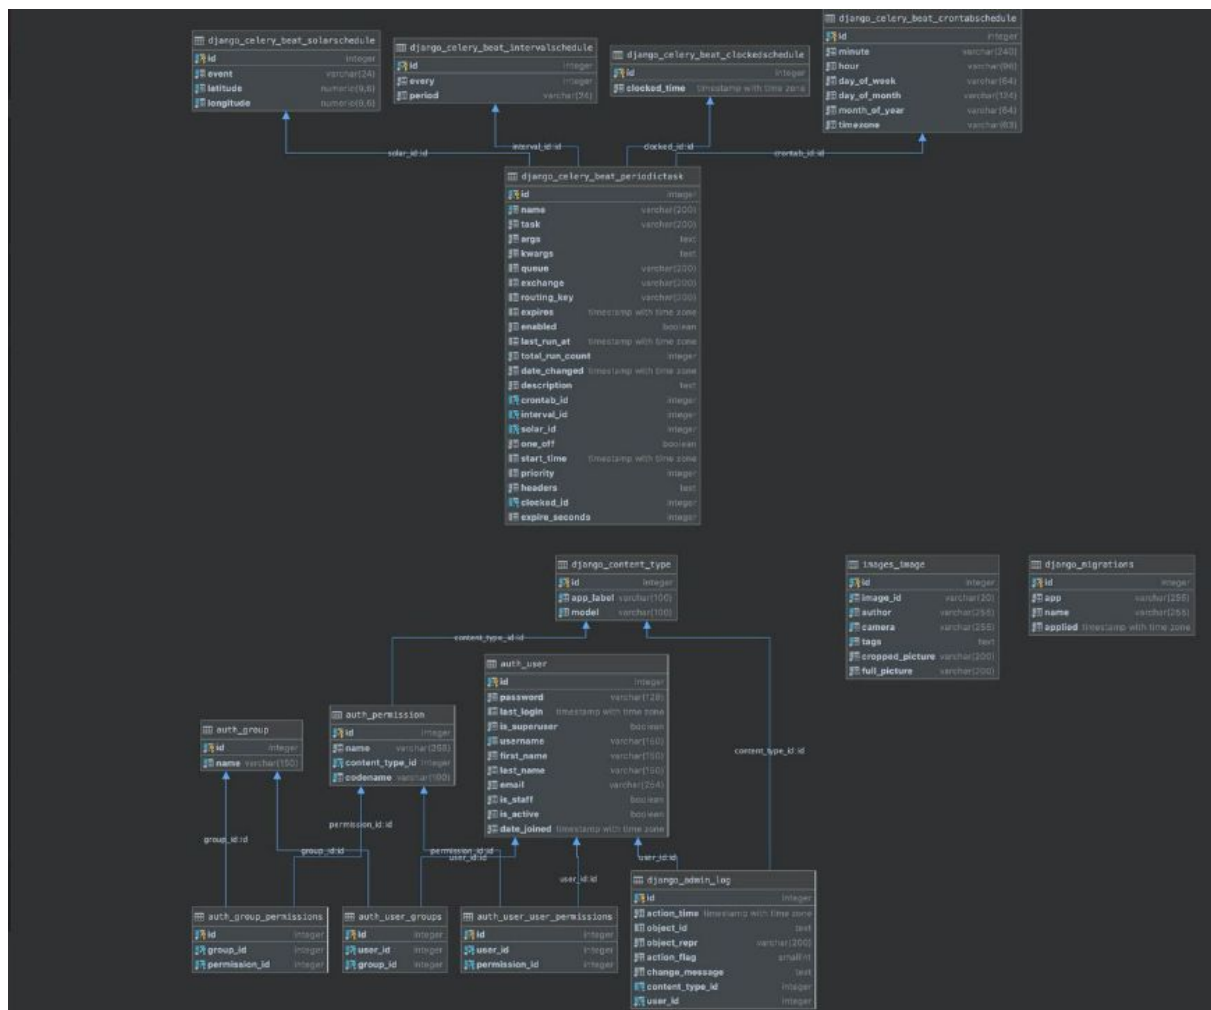 django_celery_beat_solarschedule
id integer
event varchar(24)
latitude numeric(9,6)
longitude numeric(9,6)
django_celery_beat_intervalschedule
id integer
every integer
period varchar(24)
django_celery_beat_clockedschedule
id integer
clocked_time timestamp with time zone
django_celery_beat_crontabschedule
id integer
minute varchar(240)
hour varchar(96)
day_of_week varchar(64)
day_of_month varchar(124)
month_of_year varchar(64)
timezone varchar(63)
solar_id:id
interval_id:id
clocked_id:id
crontab_id:id
django_celery_beat_periodictask
id integer
name varchar(200)
task varchar(200)
args text
kwargs text
queue varchar(200)
exchange varchar(200)
routing_key varchar(200)
expires timestamp with time zone
enabled boolean
last_run_at timestamp with time zone
total_run_count integer
date_changed timestamp with time zone
description text
crontab_id integer
interval_id integer
solar_id integer
one_off boolean
start_time timestamp with time zone
priority integer
headers text
clocked_id integer
expire_seconds integer
django_content_type
id integer
app_label varchar(100)
model varchar(100)
images_image
id integer
image_id varchar(20)
author varchar(255)
camera varchar(255)
tags text
cropped_picture varchar(200)
full_picture varchar(200)
django_migrations
id integer
app varchar(255)
name varchar(255)
applied timestamp with time zone
content_type_id:id
auth_user
id integer
password varchar(128)
last_login timestamp with time zone
is_superuser boolean
username varchar(150)
first_name varchar(150)
last_name varchar(150)
email varchar(254)
is_staff boolean
is_active boolean
date_joined timestamp with time zone
auth_permission
id integer
name varchar(255)
content_type_id integer
codename varchar(100)
auth_group
id integer
name varchar(150)
content_type_id:id
permission_id:id
group_id:id
group_id:id
permission_id:id
user_id:id
user_id:id
user_id:id
django_admin_log
id integer
action_time timestamp with time zone
object_id text
object_repr varchar(200)
action_flag smallint
change_message text
content_type_id integer
user_id integer
auth_group_permissions
id integer
group_id integer
permission_id integer
auth_user_groups
id integer
user_id integer
group_id integer
auth_user_user_permissions
id integer
user_id integer
permission_id integer